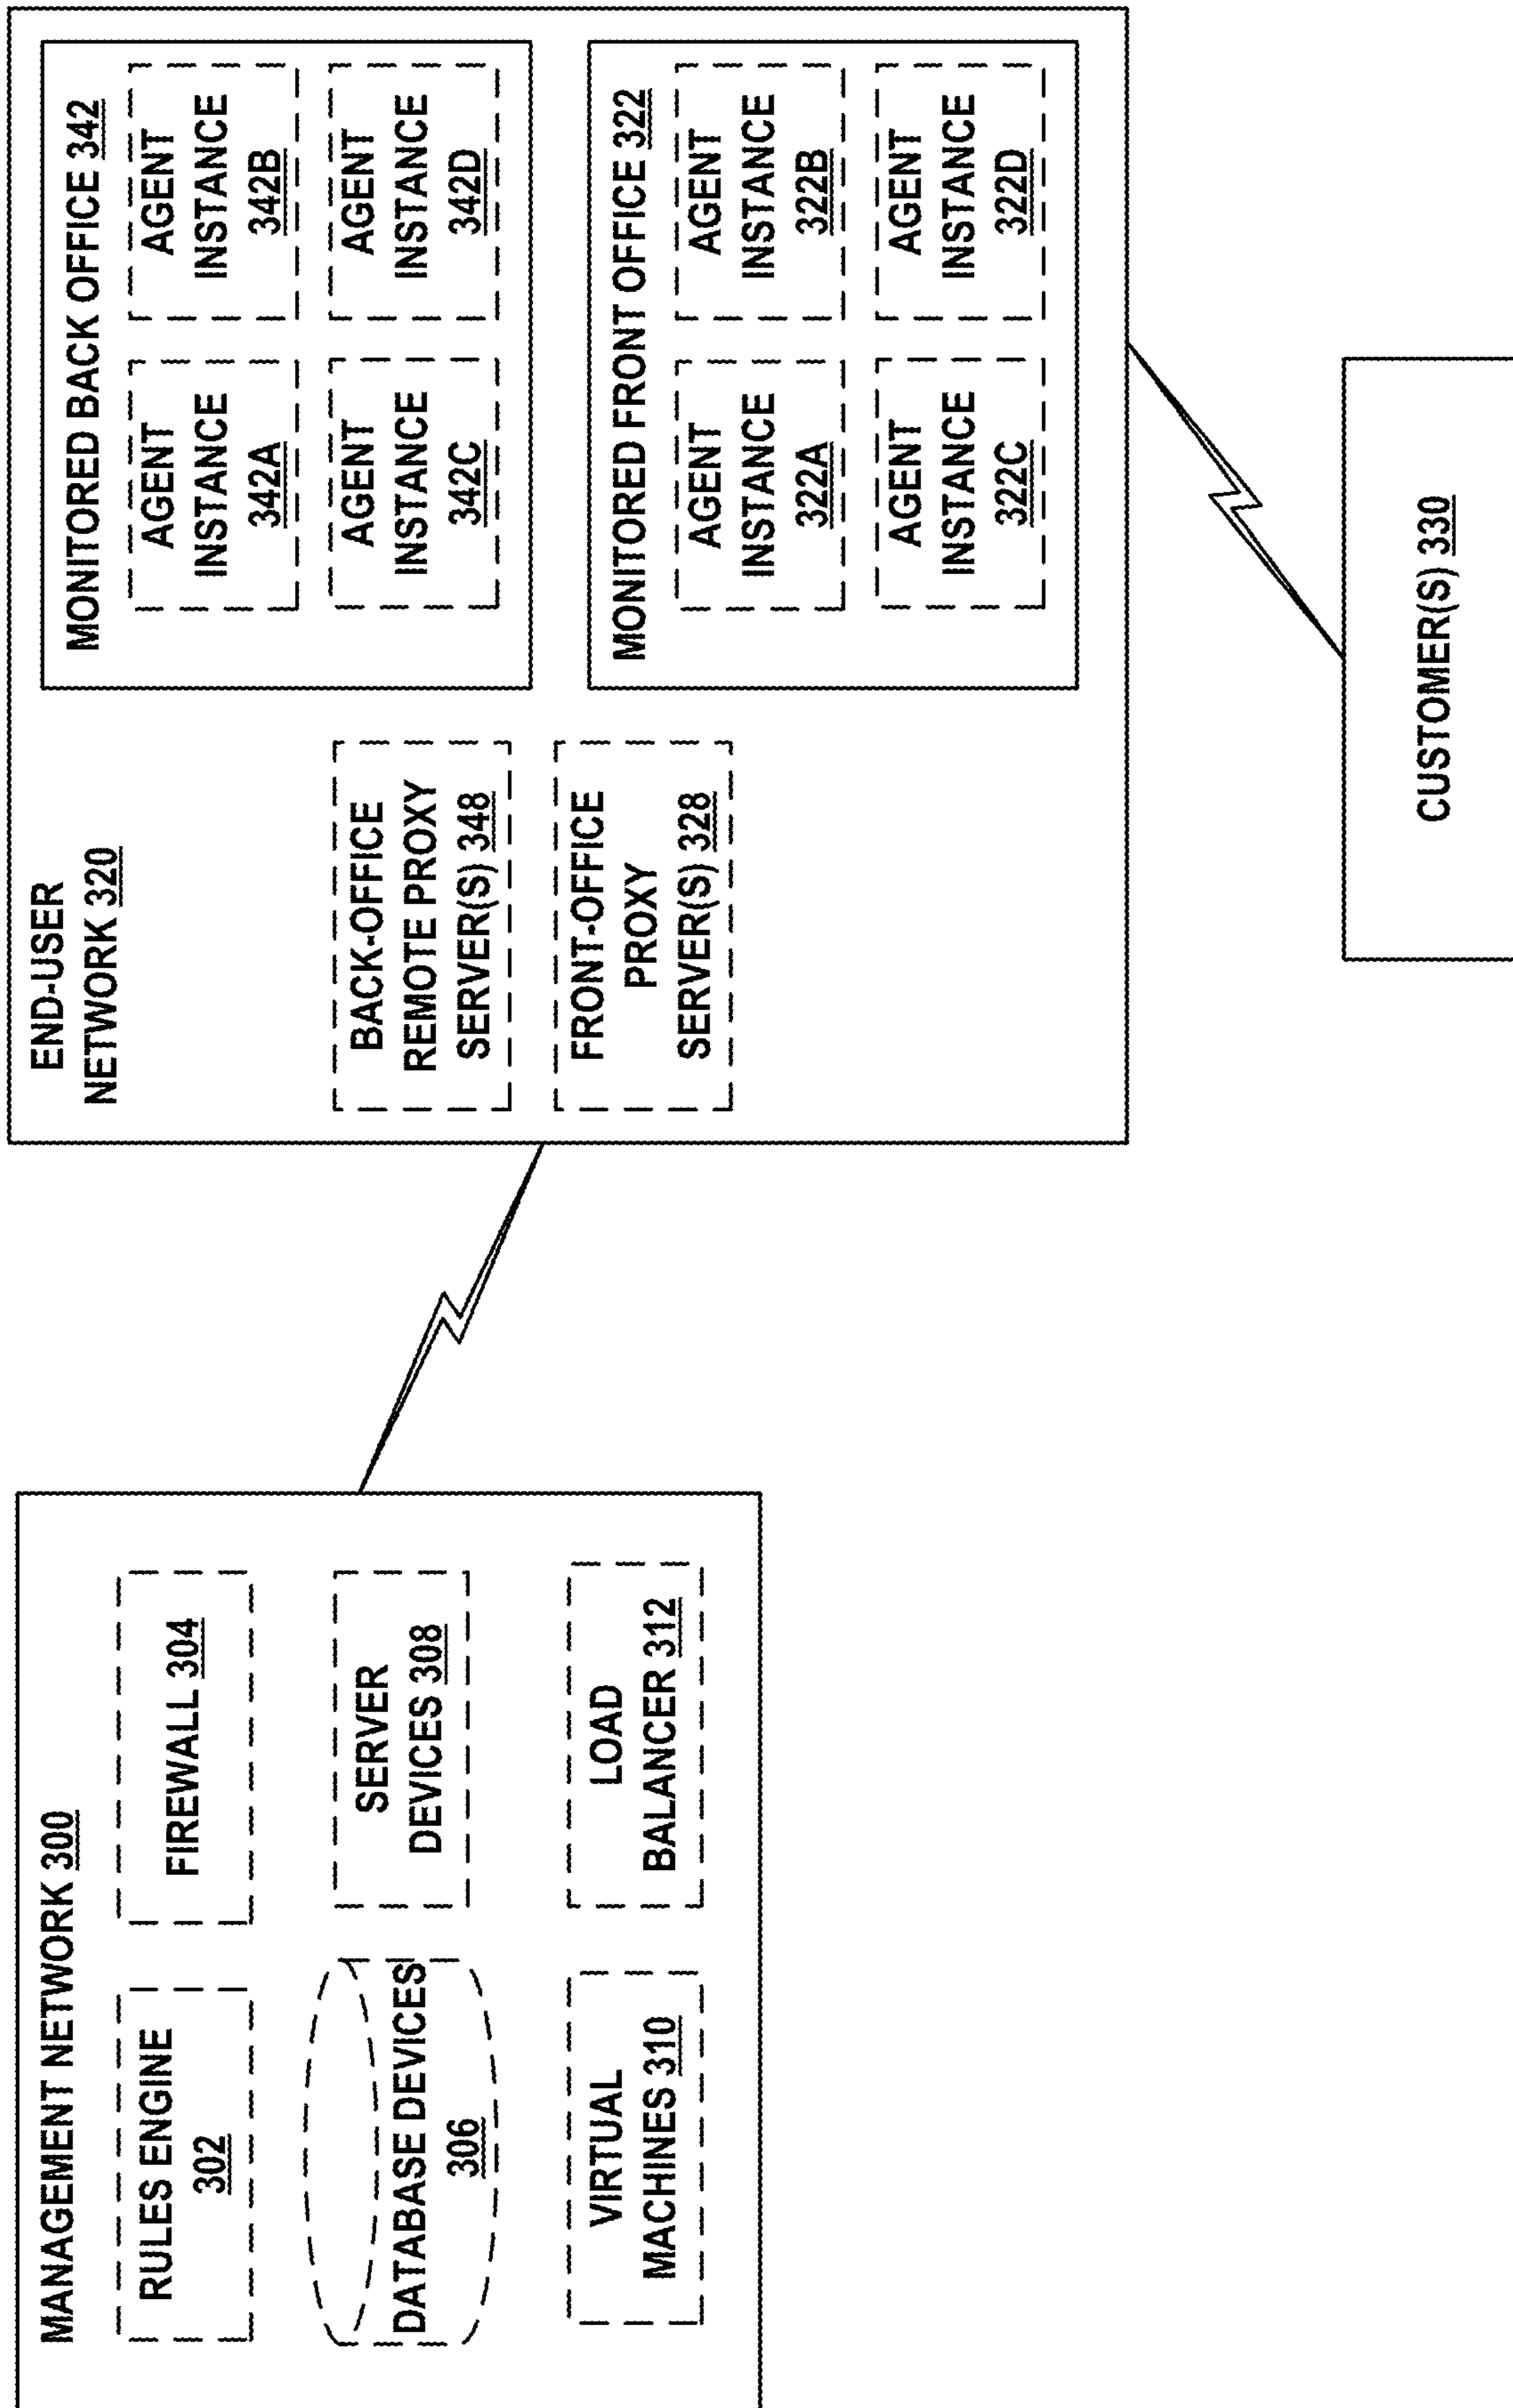 MANAGEMENT NETWORK 300
RULES ENGINE
302
FIREWALL 304
DATABASE DEVICES
306
SERVER
DEVICES 308
VIRTUAL
MACHINES 310
LOAD
BALANCER 312
END-USER
NETWORK 320
BACK-OFFICE
REMOTE PROXY
SERVER(S) 348
FRONT-OFFICE
PROXY
SERVER(S) 328
MONITORED BACK OFFICE 342
AGENT
INSTANCE
342A
AGENT
INSTANCE
342B
AGENT
INSTANCE
342C
AGENT
INSTANCE
342D
MONITORED FRONT OFFICE 322
AGENT
INSTANCE
322A
AGENT
INSTANCE
322B
AGENT
INSTANCE
322C
AGENT
INSTANCE
322D
CUSTOMER(S) 330